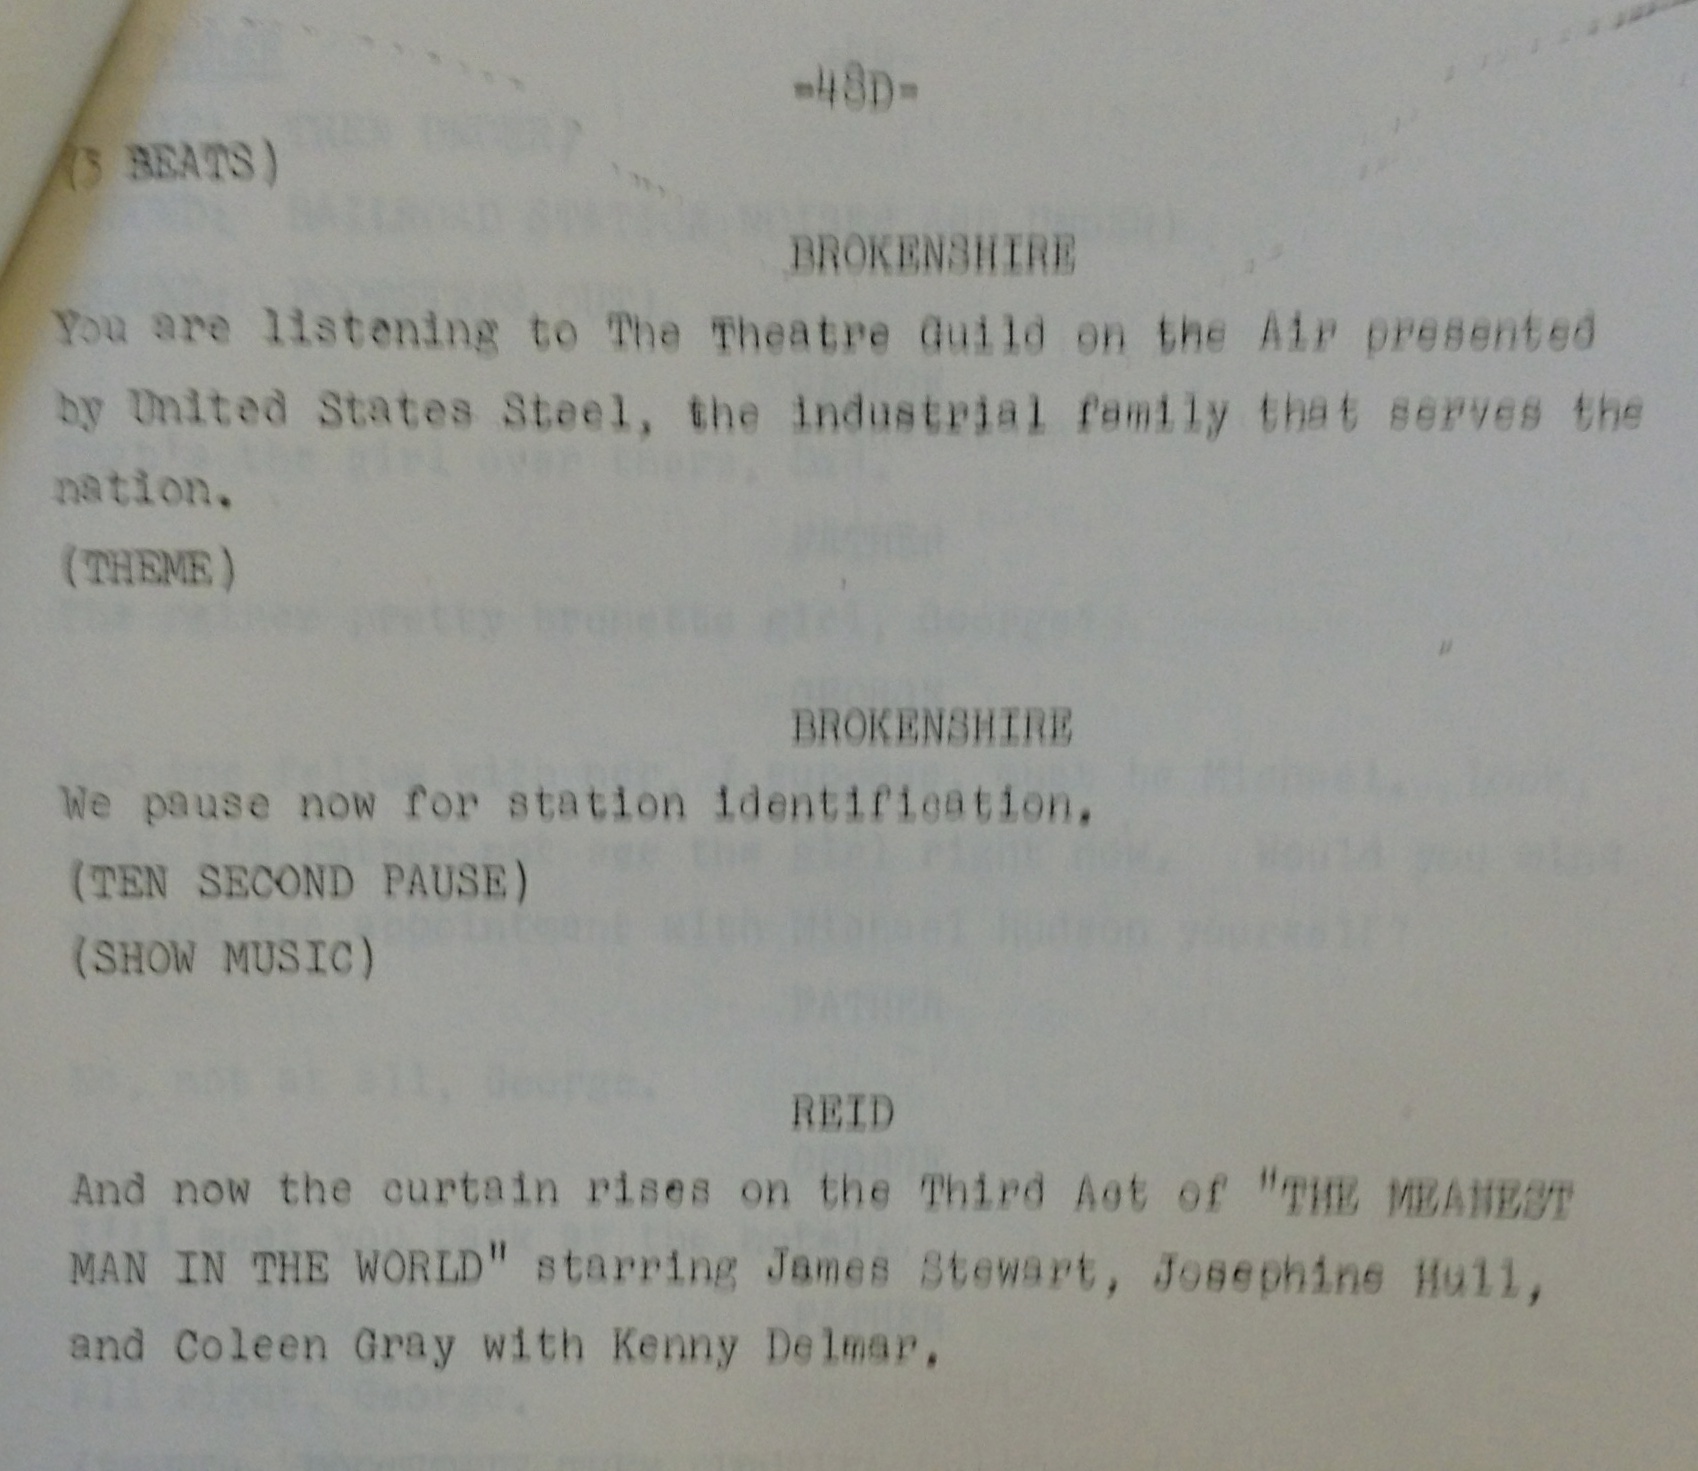 -48D-
(3 BEATS)
BROKENSHIRE
You are listening to The Theatre Guild on the Air presented
by United States Steel, the industrial family that serves the
nation.
(THEME)
BROKENSHIRE
We pause now for station identification.
(TEN SECOND PAUSE)
(SHOW MUSIC)
REID
And now the curtain rises on the Third Act of "THE MEANEST
MAN IN THE WORLD" starring James Stewart, Josephine Hull,
and Coleen Gray with Kenny Delmar.